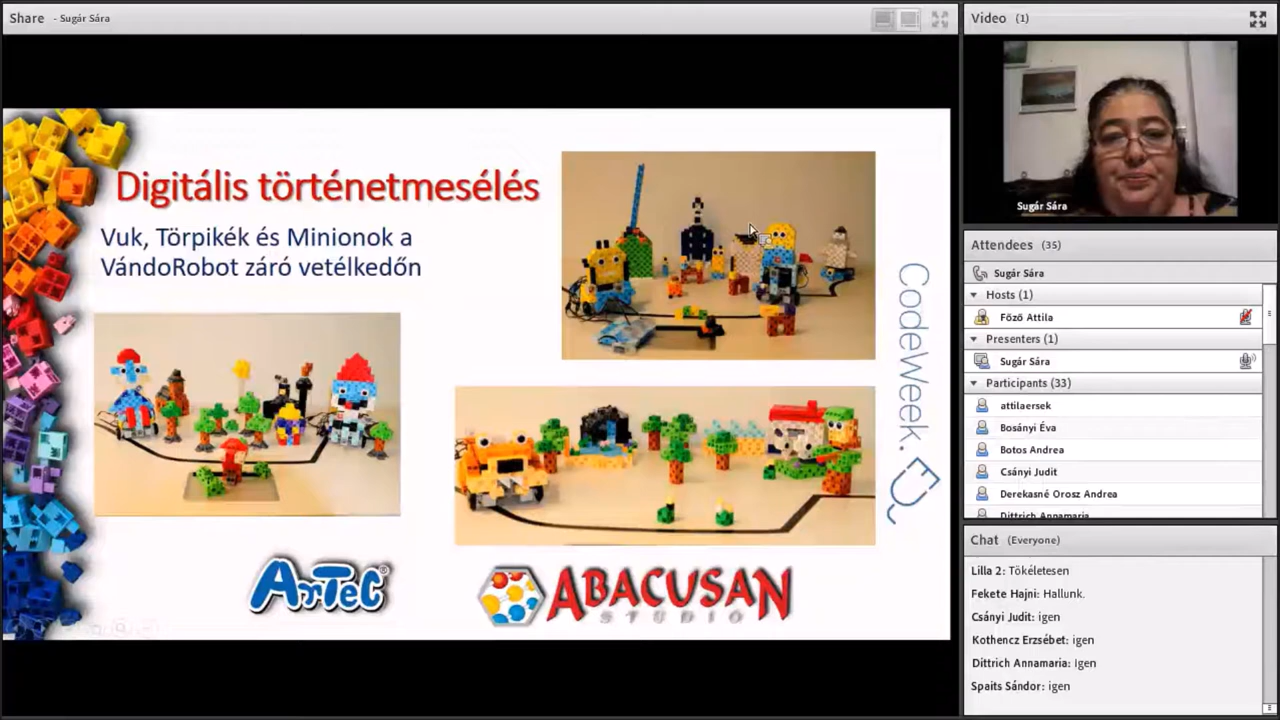 Share - Sugár Sára
Digitális történetmesélés
Vuk, Törpikék és Minionok a
VándoRobot záró vetélkedőn
CodeWeek.
ArTec®
ABACUSAN
STUDIO
Video (1)
Sugár Sára
Attendees (35)
Sugár Sára
Hosts (1)
Főző Attila
Presenters (1)
Sugár Sára
Participants (33)
attilaersek
Bosányi Éva
Botos Andrea
Csányi Judit
Derekasné Orosz Andrea
Dittrich Annamaria
Chat (Everyone)
Lilla 2: Tökéletesen
Fekete Hajni: Hallunk.
Csányi Judit: igen
Kothencz Erzsébet: igen
Dittrich Annamaria: Igen
Spaits Sándor: igen